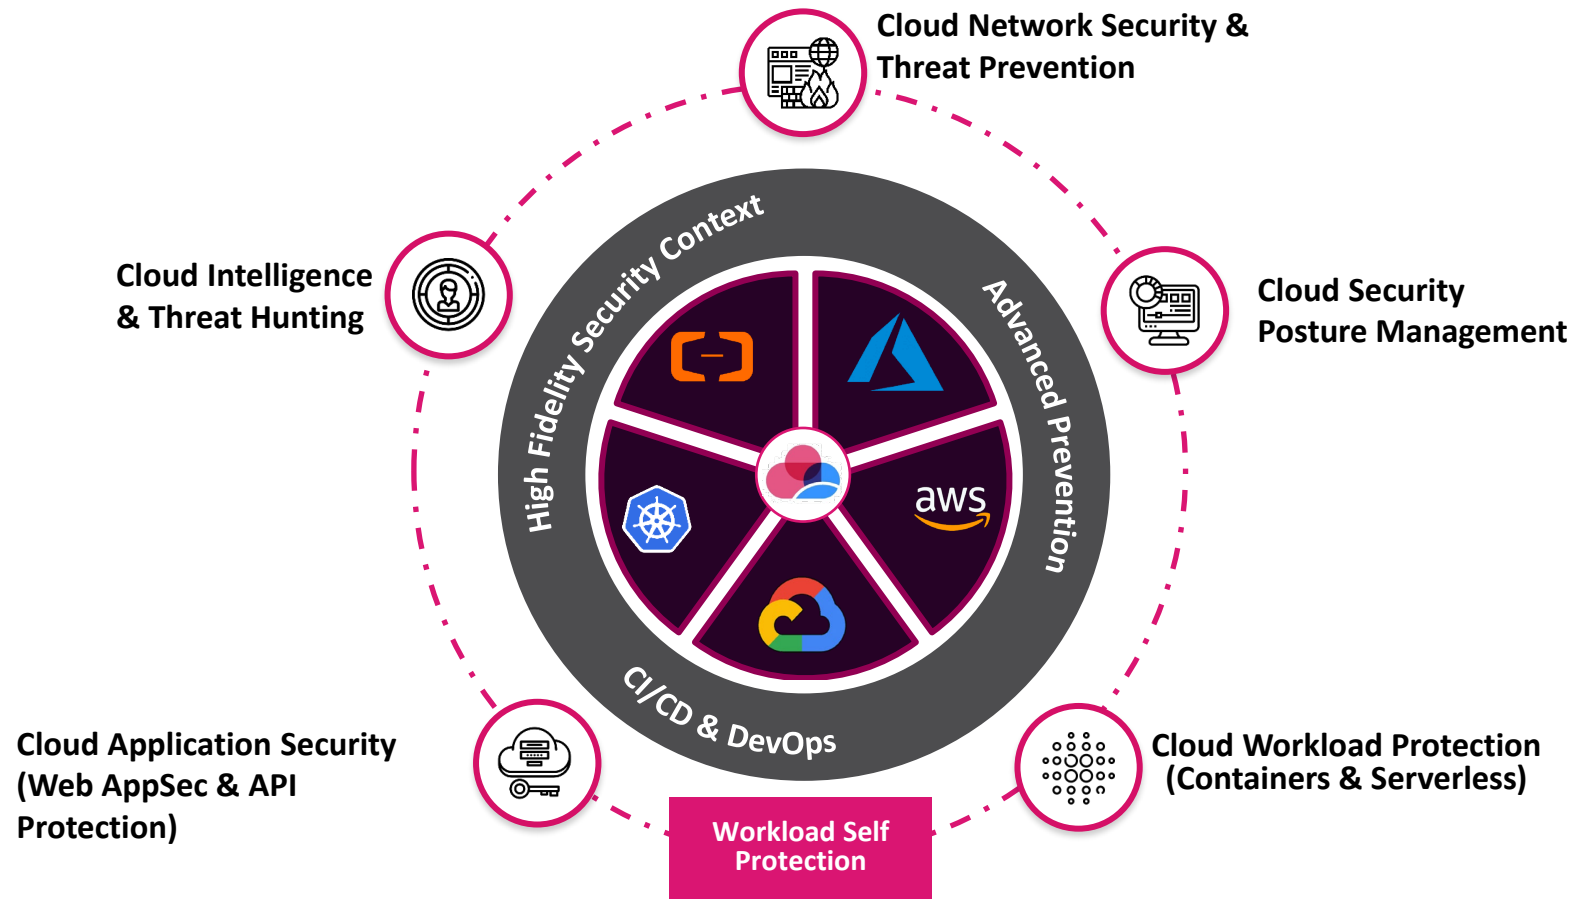 Cloud Network Security &
Threat Prevention
Cloud Intelligence
& Threat Hunting
Cloud Security
Posture Management
High Fidelity Security Context
Advanced Prevention
aws
CI/CD & DevOps
Cloud Application Security
(Web AppSec & API
Protection)
Cloud Workload Protection
(Containers & Serverless)
Workload Self
Protection